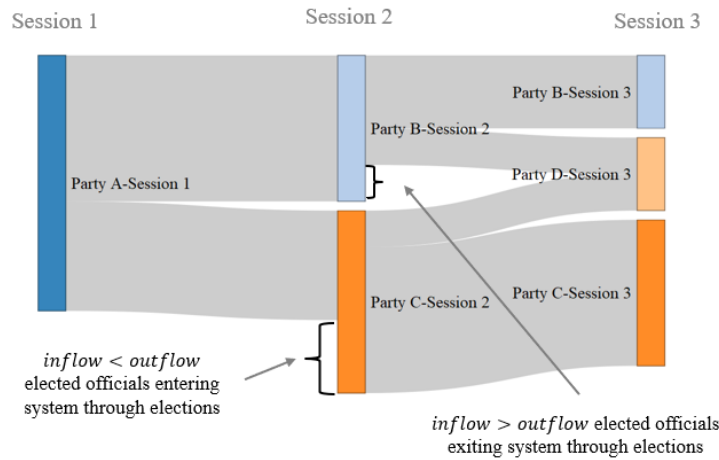 Session 1
Session 2
Session 3
Party A-Session 1
Party B-Session 2
Party C-Session 2
Party B-Session 3
Party D-Session 3
Party C-Session 3
inflow < outflow
elected officials entering
system through elections
inflow > outflow elected officials
exiting system through elections